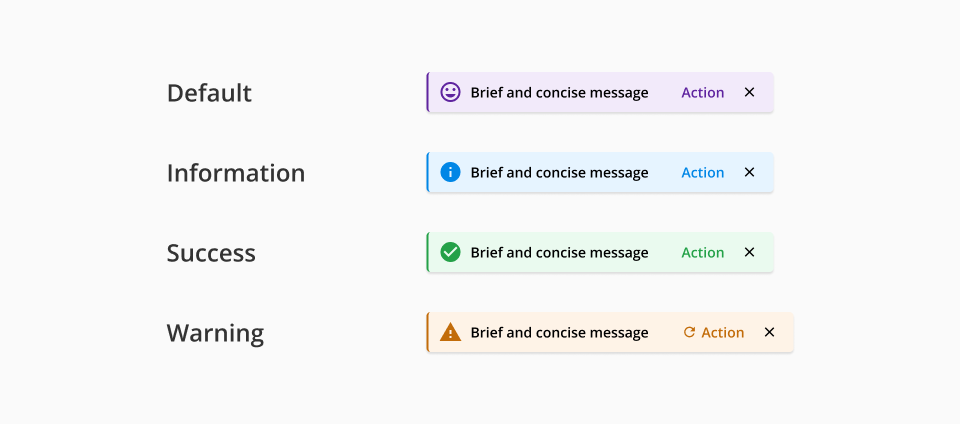 Default
Brief and concise message Action
Information
Brief and concise message Action
Success
Brief and concise message Action
Warning
Brief and concise message Action